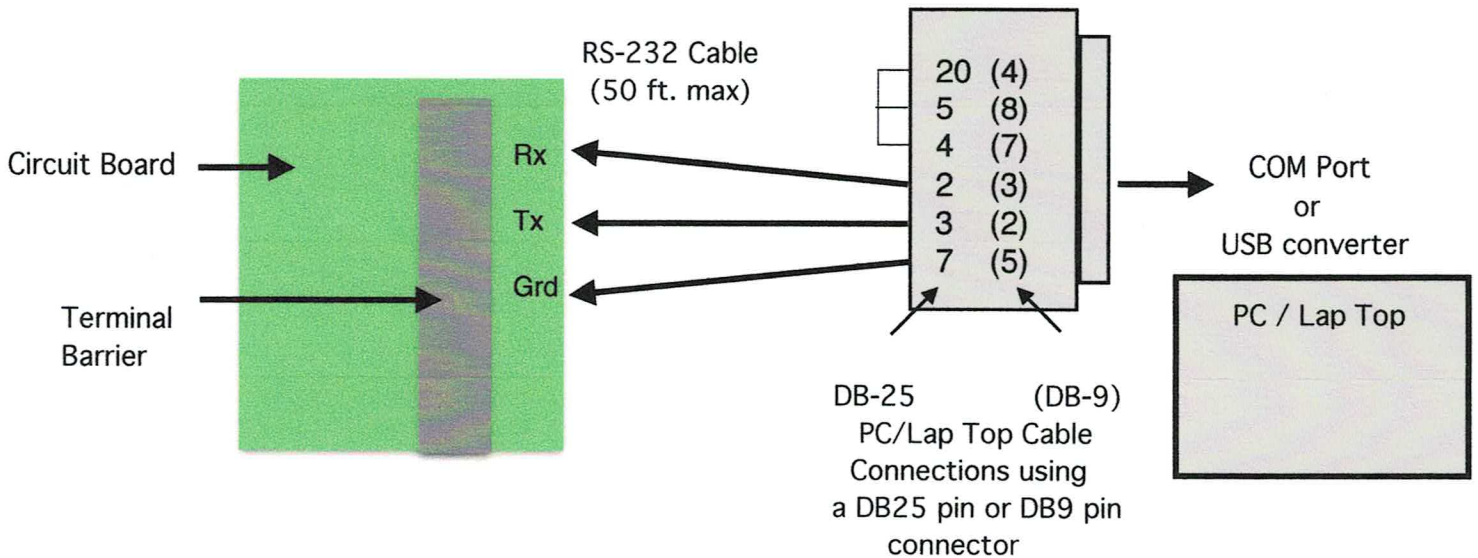 RS-232 Cable
(50 ft. max)
Circuit Board
Terminal
Barrier
Rx
Tx
Grd
20 (4)
5 (8)
4 (7)
2 (3)
3 (2)
7 (5)
COM Port
or
USB converter
PC / Lap Top
DB-25 (DB-9)
PC/Lap Top Cable
Connections using
a DB25 pin or DB9 pin
connector